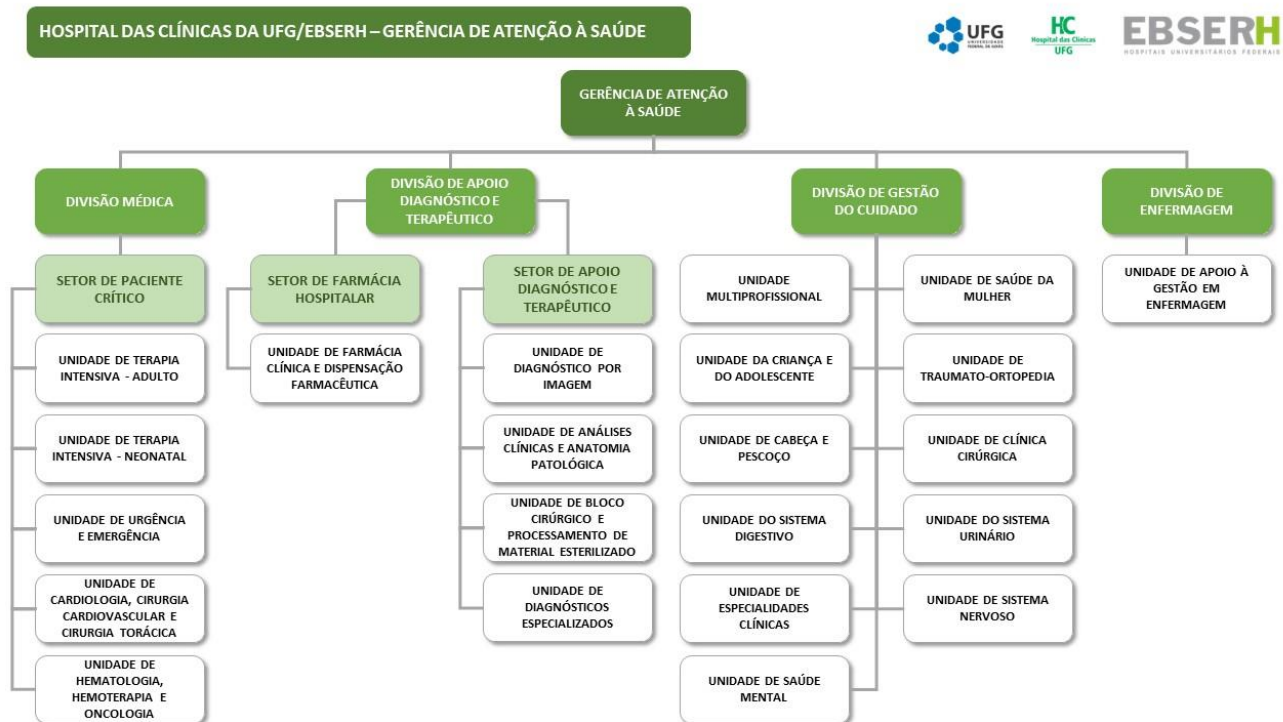 HOSPITAL DAS CLÍNICAS DA UFG/EBSERH – GERÊNCIA DE ATENÇÃO À SAÚDE
UFG
UNIVERSIDADE
FEDERAL DE GOIÁS
HC
Hospital das Clínicas
UFG
EBSERH
HOSPITAIS UNIVERSITÁRIOS FEDERAIS
GERÊNCIA DE ATENÇÃO
À SAÚDE
DIVISÃO MÉDICA
DIVISÃO DE APOIO
DIAGNÓSTICO E
TERAPÊUTICO
DIVISÃO DE GESTÃO
DO CUIDADO
DIVISÃO DE
ENFERMAGEM
SETOR DE PACIENTE
CRÍTICO
SETOR DE FARMÁCIA
HOSPITALAR
SETOR DE APOIO
DIAGNÓSTICO E
TERAPÊUTICO
UNIDADE
MULTIPROFISSIONAL
UNIDADE DE SAÚDE DA
MULHER
UNIDADE DE APOIO À
GESTÃO EM
ENFERMAGEM
UNIDADE DE TERAPIA
INTENSIVA - ADULTO
UNIDADE DE FARMÁCIA
CLÍNICA E DISPENSAÇÃO
FARMACÊUTICA
UNIDADE DE
DIAGNÓSTICO POR
IMAGEM
UNIDADE DA CRIANÇA E
DO ADOLESCENTE
UNIDADE DE
TRAUMATO-ORTOPEDIA
UNIDADE DE TERAPIA
INTENSIVA - NEONATAL
UNIDADE DE ANÁLISES
CLÍNICAS E ANATOMIA
PATOLÓGICA
UNIDADE DE CABEÇA E
PESCOÇO
UNIDADE DE CLÍNICA
CIRÚRGICA
UNIDADE DE URGÊNCIA
E EMERGÊNCIA
UNIDADE DE BLOCO
CIRÚRGICO E
PROCESSAMENTO DE
MATERIAL ESTERILIZADO
UNIDADE DO SISTEMA
DIGESTIVO
UNIDADE DO SISTEMA
URINÁRIO
UNIDADE DE
CARDIOLOGIA, CIRURGIA
CARDIOVASCULAR E
CIRURGIA TORÁCICA
UNIDADE DE
DIAGNÓSTICOS
ESPECIALIZADOS
UNIDADE DE
ESPECIALIDADES
CLÍNICAS
UNIDADE DE SISTEMA
NERVOSO
UNIDADE DE
HEMATOLOGIA,
HEMOTERAPIA E
ONCOLOGIA
UNIDADE DE SAÚDE
MENTAL